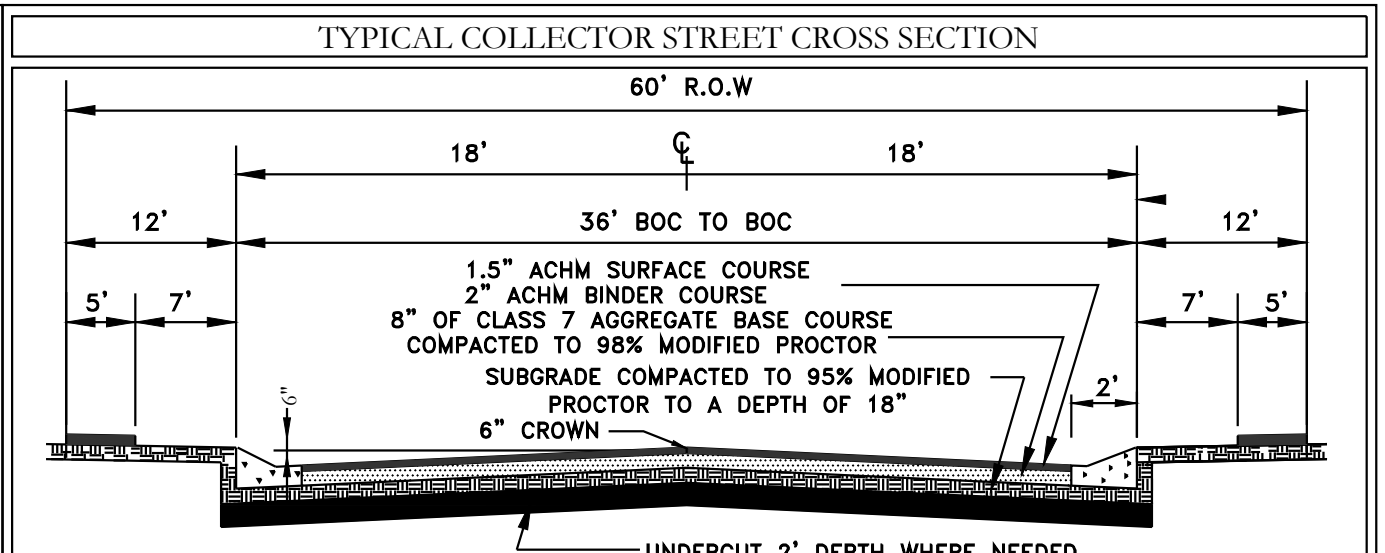 TYPICAL COLLECTOR STREET CROSS SECTION
60' R.O.W
18' ℄ 18'
12' 36' BOC TO BOC 12'
1.5" ACHM SURFACE COURSE
2" ACHM BINDER COURSE
5' 7' 7' 5'
8" OF CLASS 7 AGGREGATE BASE COURSE
COMPACTED TO 98% MODIFIED PROCTOR
SUBGRADE COMPACTED TO 95% MODIFIED
6" 2'
PROCTOR TO A DEPTH OF 18"
6" CROWN
UNDERCUT 2' DEPTH WHERE NEEDED